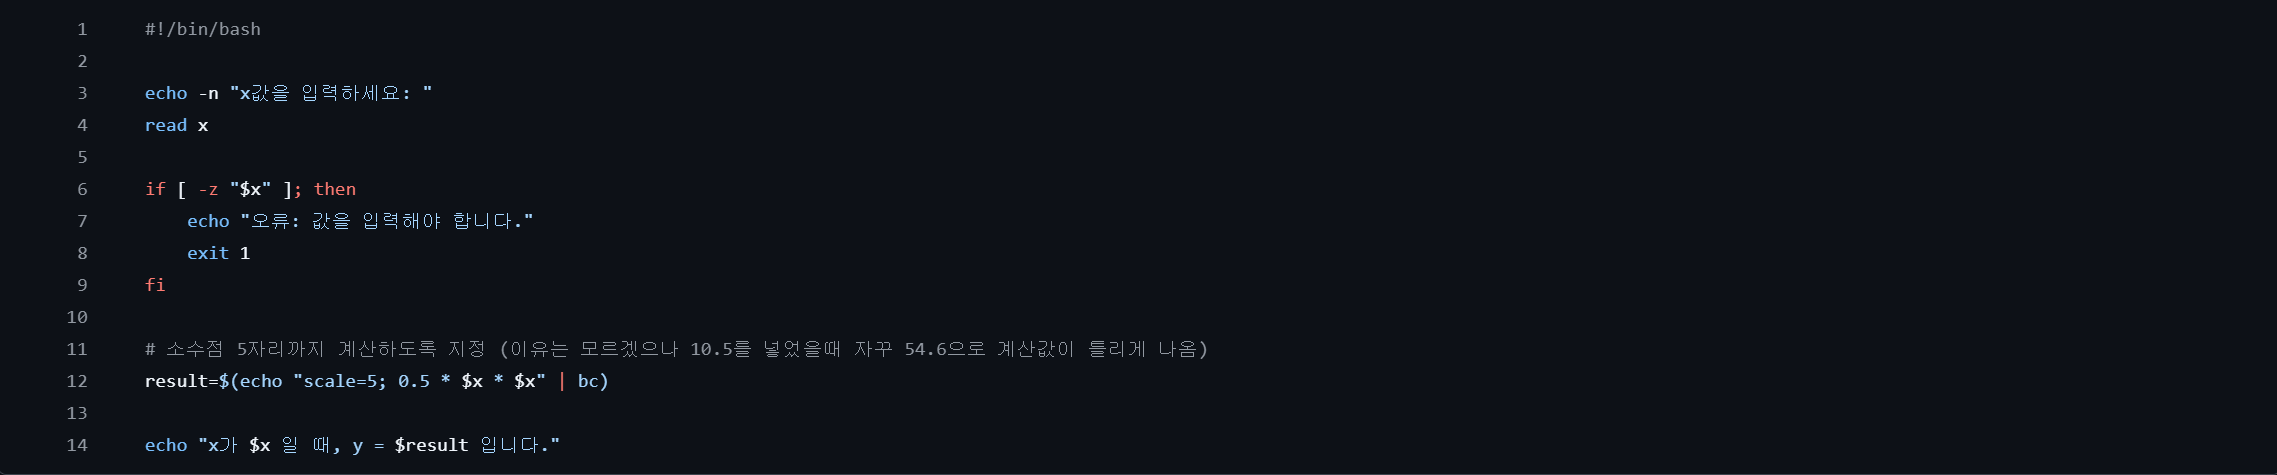 1 #!/bin/bash
2
3 echo -n "x값을 입력하세요: "
4 read x
5
6 if [ -z "$x" ]; then
7     echo "오류: 값을 입력해야 합니다."
8     exit 1
9 fi
10
11 # 소수점 5자리까지 계산하도록 지정 (이유는 모르겠으나 10.5를 넣었을때 자꾸 54.6으로 계산값이 틀리게 나옴)
12 result=$(echo "scale=5; 0.5 * $x * $x" | bc)
13
14 echo "x가 $x 일 때, y = $result 입니다."